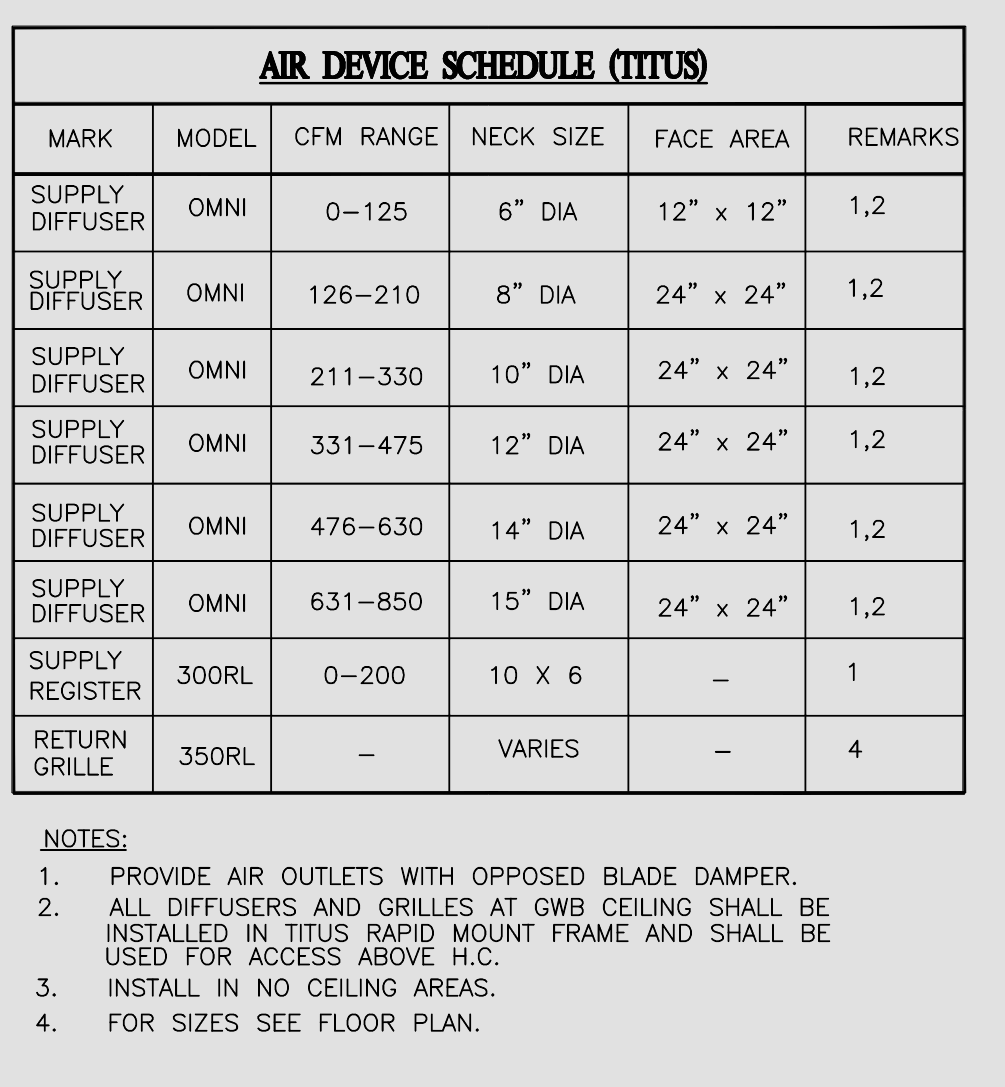 AIR DEVICE SCHEDULE (TITUS)
MARK MODEL CFM RANGE NECK SIZE FACE AREA REMARKS
SUPPLY
DIFFUSER OMNI 0–125 6" DIA 12" x 12" 1,2
SUPPLY
DIFFUSER OMNI 126–210 8" DIA 24" x 24" 1,2
SUPPLY
DIFFUSER OMNI 211–330 10" DIA 24" x 24" 1,2
SUPPLY
DIFFUSER OMNI 331–475 12" DIA 24" x 24" 1,2
SUPPLY
DIFFUSER OMNI 476–630 14" DIA 24" x 24" 1,2
SUPPLY
DIFFUSER OMNI 631–850 15" DIA 24" x 24" 1,2
SUPPLY
REGISTER 300RL 0–200 10 X 6 – 1
RETURN
GRILLE 350RL – VARIES – 4
NOTES:
1. PROVIDE AIR OUTLETS WITH OPPOSED BLADE DAMPER.
2. ALL DIFFUSERS AND GRILLES AT GWB CEILING SHALL BE
INSTALLED IN TITUS RAPID MOUNT FRAME AND SHALL BE
USED FOR ACCESS ABOVE H.C.
3. INSTALL IN NO CEILING AREAS.
4. FOR SIZES SEE FLOOR PLAN.